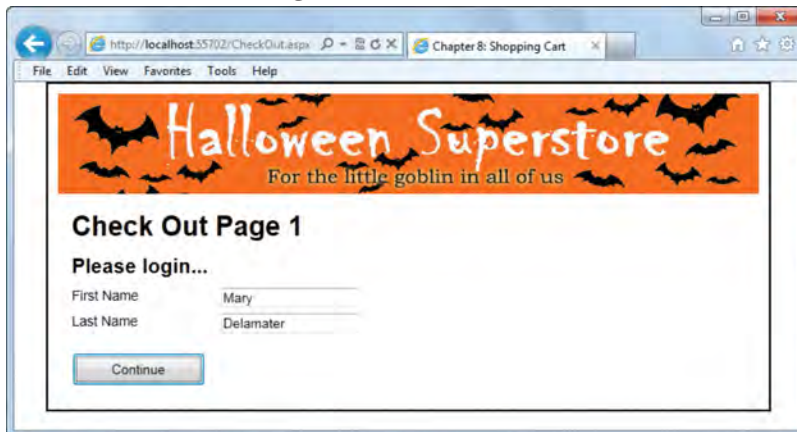 http://localhost:55702/CheckOut.aspx
Chapter 8: Shopping Cart
File Edit View Favorites Tools Help
Halloween Superstore
For the little goblin in all of us
Check Out Page 1
Please login...
First Name Mary
Last Name Delamater
Continue